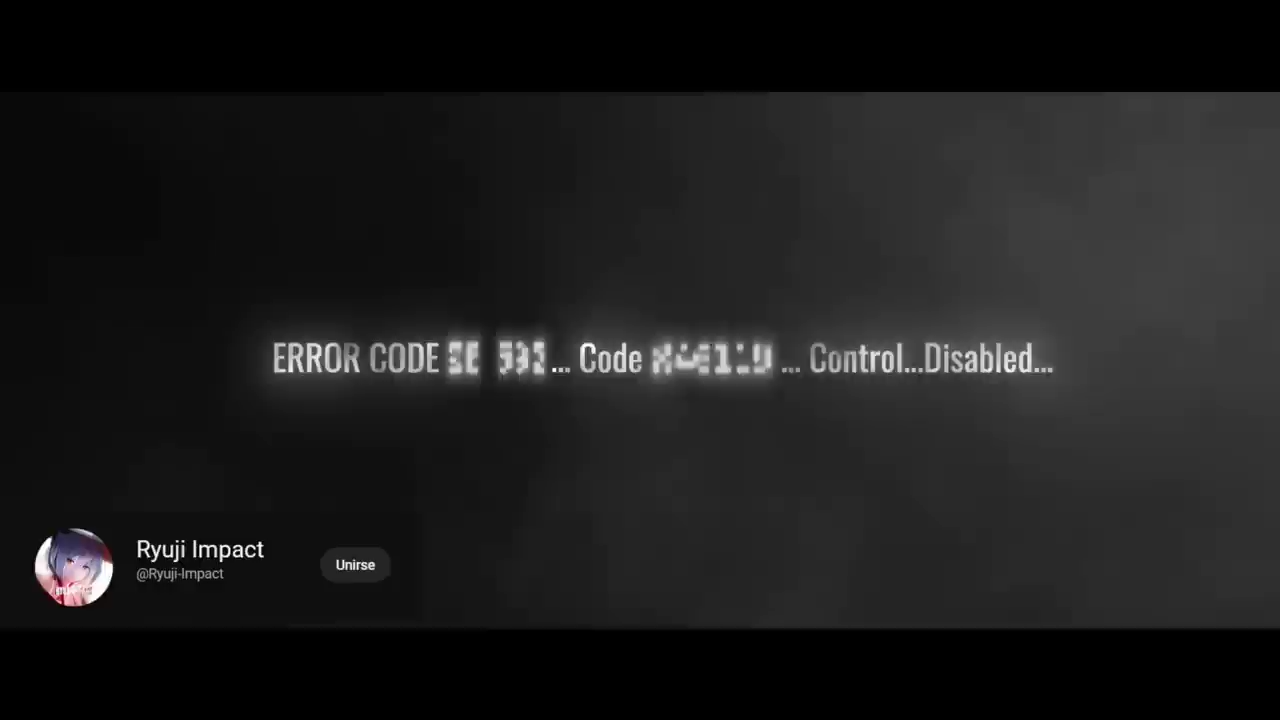 ERROR CODE ... Code ... Control...Disabled...
Ryuji Impact
@Ryuji-Impact
Unirse